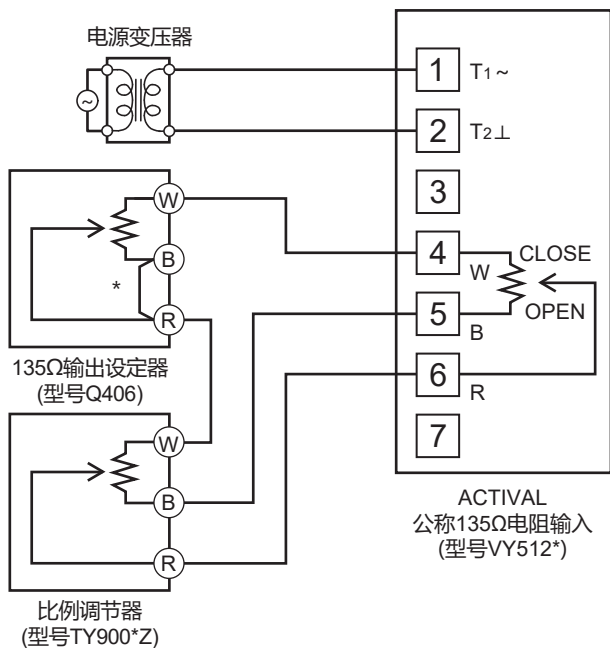 电源变压器
~
1 T1~
2 T2⊥
3
4 W CLOSE
5 B OPEN
6 R
7
ACTIVAL
公称135Ω电阻输入
(型号VY512*)
W
B
*
R
135Ω输出设定器
(型号Q406)
W
B
R
比例调节器
(型号TY900*Z)